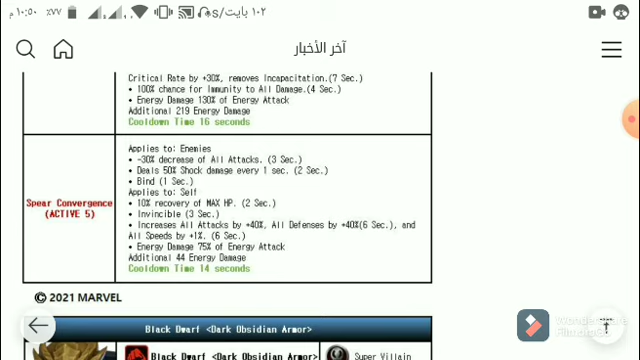 ١٠:٥٠ م
٪٧٧
١٠٢ بايت/s
آخر الأخبار
Critical Rate by +30%, removes Incapacitation.(7 Sec.)
• 100% chance for Immunity to All Damage.(4 Sec.)
• Energy Damage 130% of Energy Attack
Additional 219 Energy Damage
Cooldown Time 16 seconds
Spear Convergence
(ACTIVE 5)
Applies to: Enemies
• -30% decrease of All Attacks. (3 Sec.)
• Deals 50% Shock damage every 1 sec. (2 Sec.)
• Bind (1 Sec.)
Applies to: Self
• 10% recovery of MAX HP. (2 Sec.)
• Invincible (3 Sec.)
• Increases All Attacks by +40%, All Defenses by +40%(6 Sec.), and
All Speeds by +1%. (6 Sec.)
• Energy Damage 75% of Energy Attack
Additional 44 Energy Damage
Cooldown Time 14 seconds
© 2021 MARVEL
Black Dwarf <Dark Obsidian Armor>
Black Dwarf <Dark Obsidian Armor>
Super Villain
Wondershare
Filmora